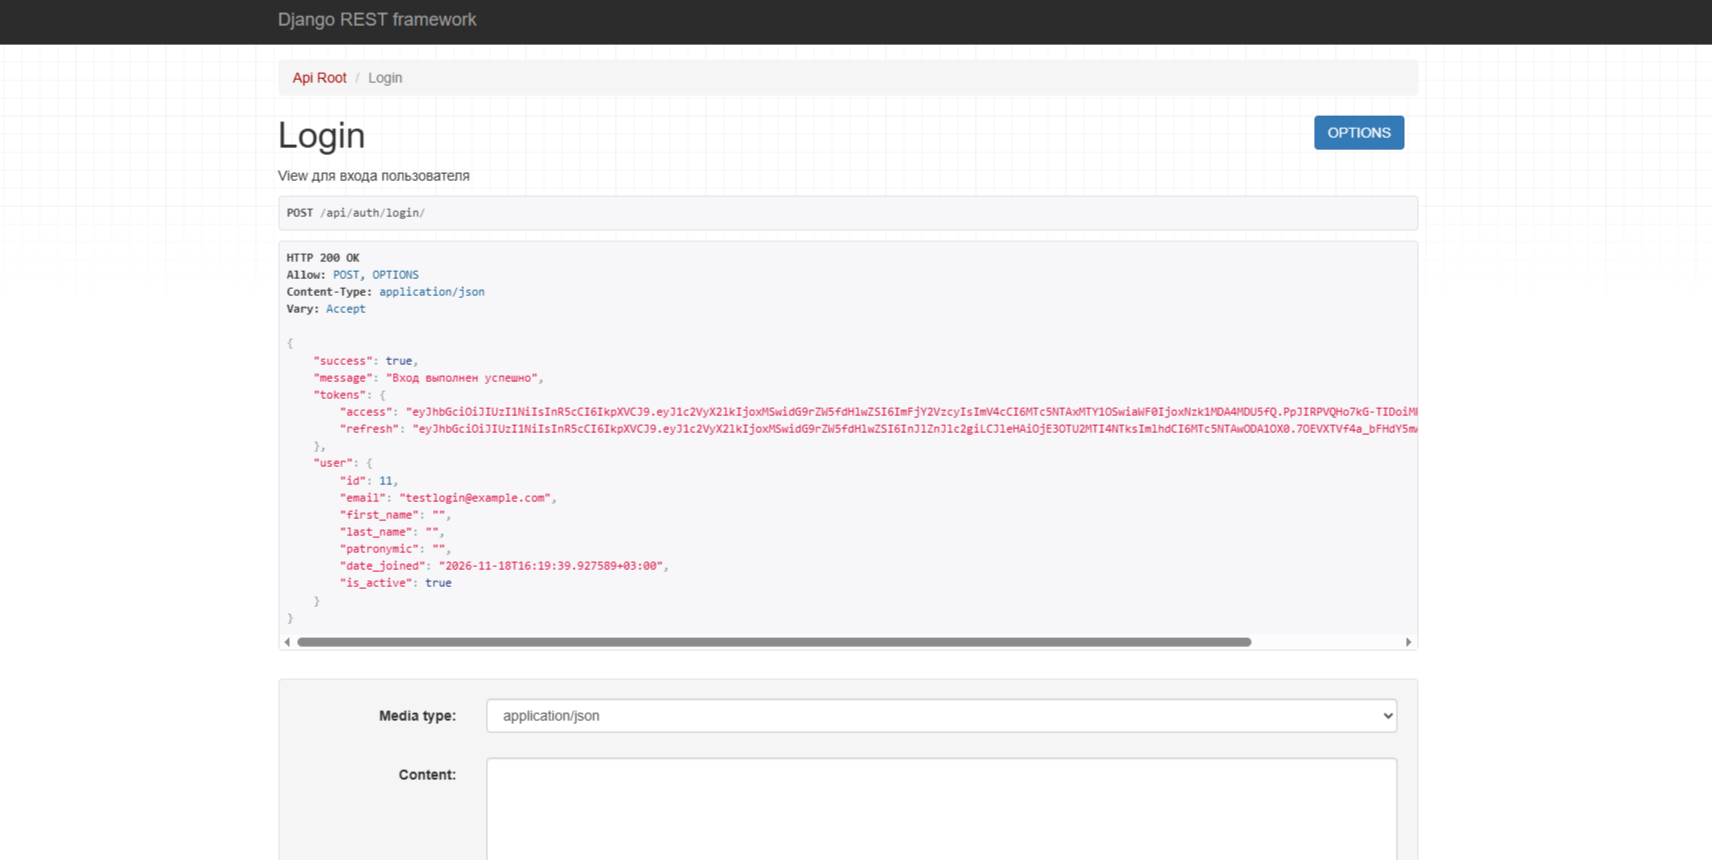 Django REST framework
Api Root / Login
Login
OPTIONS
View для входа пользователя
POST /api/auth/login/
HTTP 200 OK
Allow: POST, OPTIONS
Content-Type: application/json
Vary: Accept
{
    "success": true,
    "message": "Вход выполнен успешно",
    "tokens": {
        "access":
        "refresh":
    },
    "user": {
        "id": 11,
        "email": "testlogin@example.com",
        "first_name": "",
        "last_name": "",
        "patronymic": "",
        "date_joined": "2026-11-18T16:19:39.927589+03:00",
        "is_active": true
    }
}
Media type:
application/json
Content: